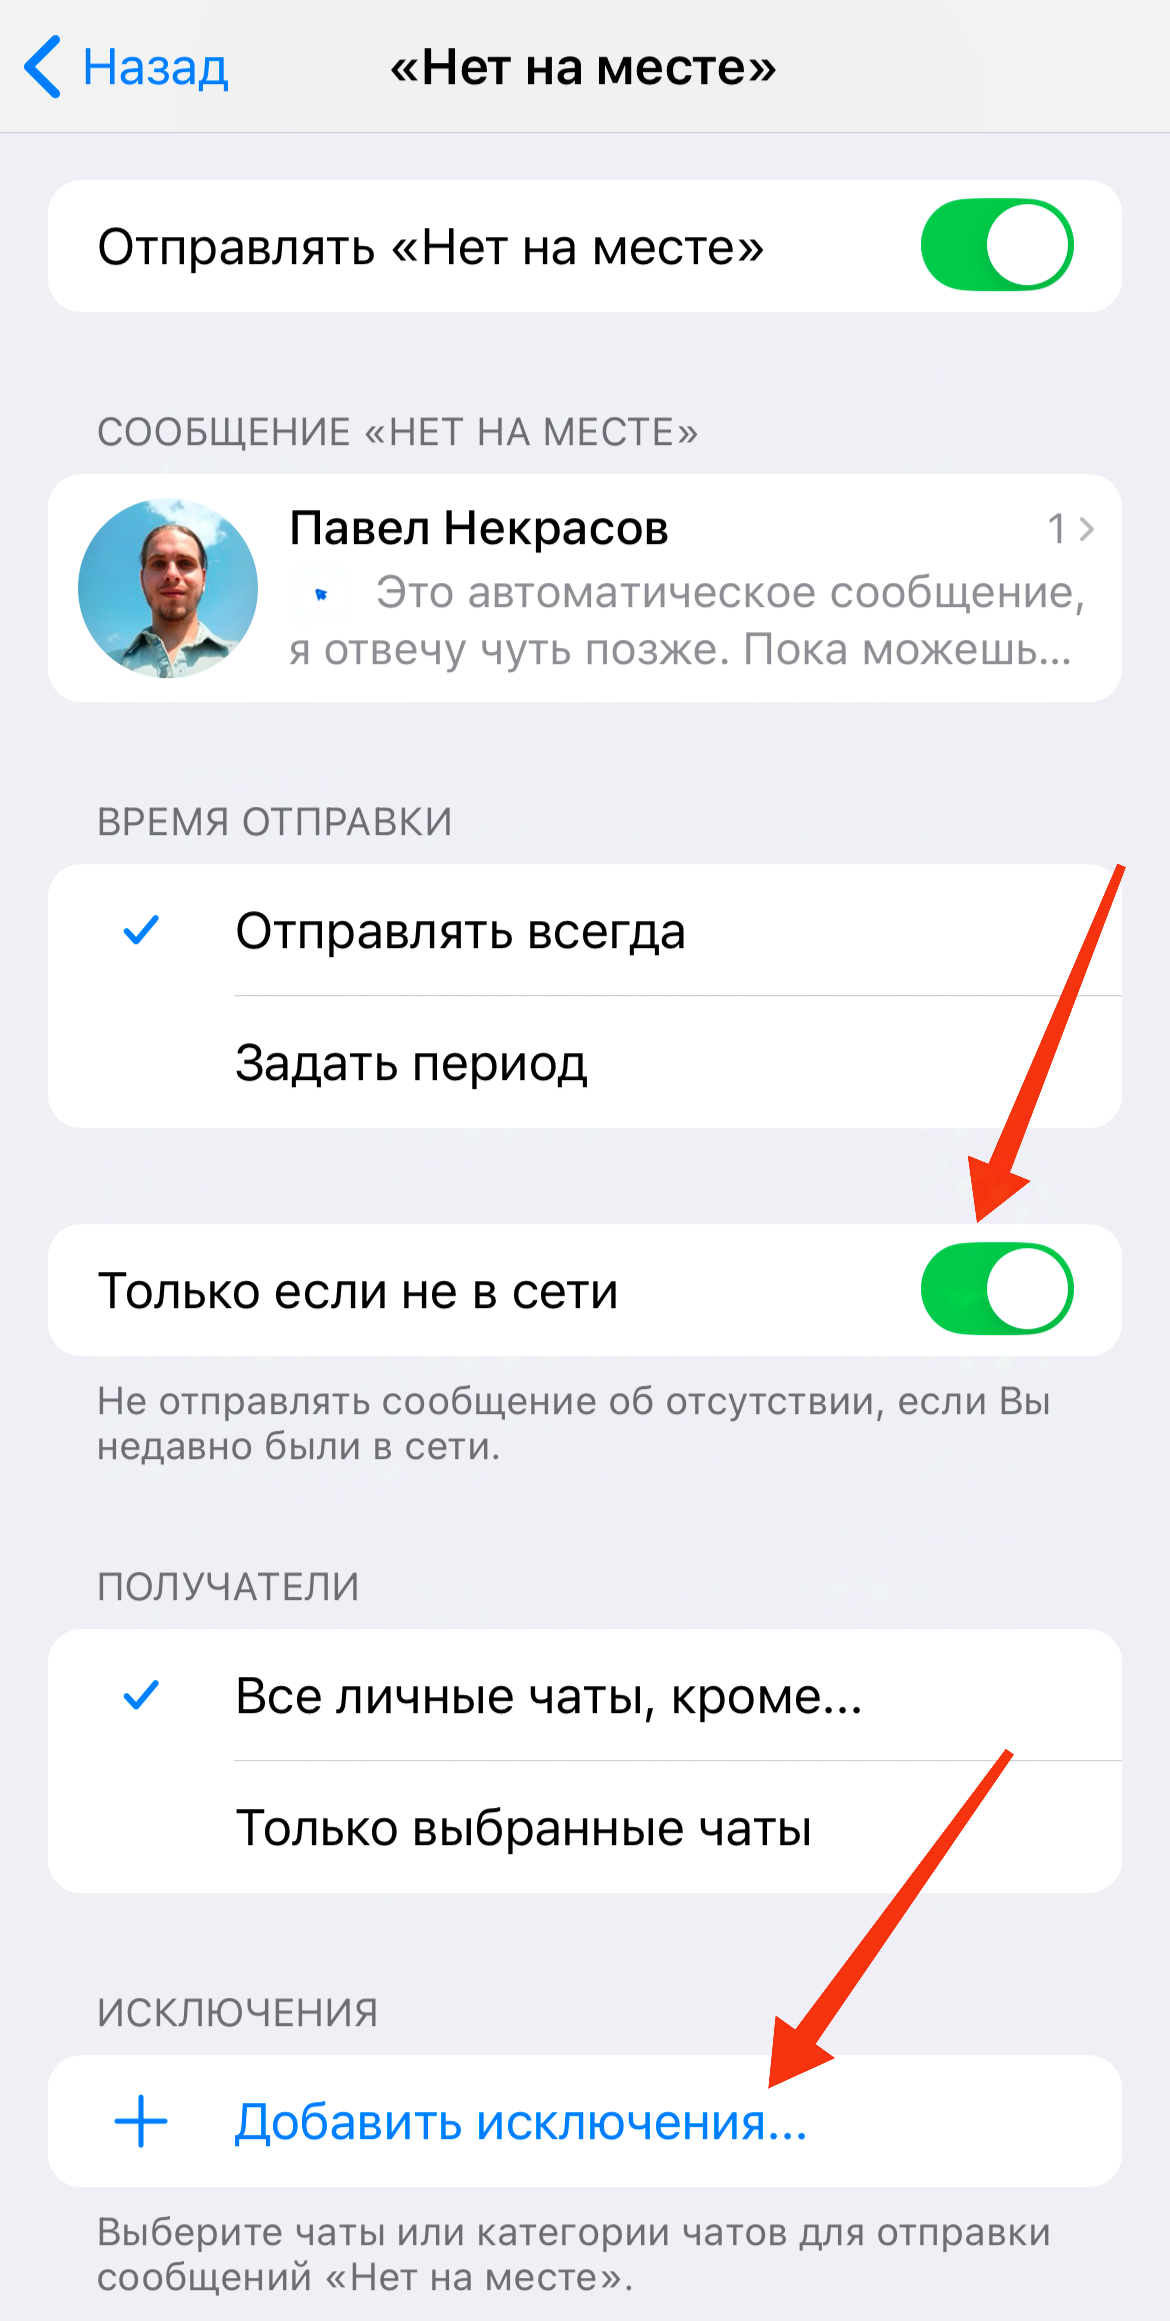 Назад
«Нет на месте»
Отправлять «Нет на месте»
СООБЩЕНИЕ «НЕТ НА МЕСТЕ»
Павел Некрасов 1
Это автоматическое сообщение,
я отвечу чуть позже. Пока можешь...
ВРЕМЯ ОТПРАВКИ
Отправлять всегда
Задать период
Только если не в сети
Не отправлять сообщение об отсутствии, если Вы
недавно были в сети.
ПОЛУЧАТЕЛИ
Все личные чаты, кроме...
Только выбранные чаты
ИСКЛЮЧЕНИЯ
Добавить исключения...
Выберите чаты или категории чатов для отправки
сообщений «Нет на месте».